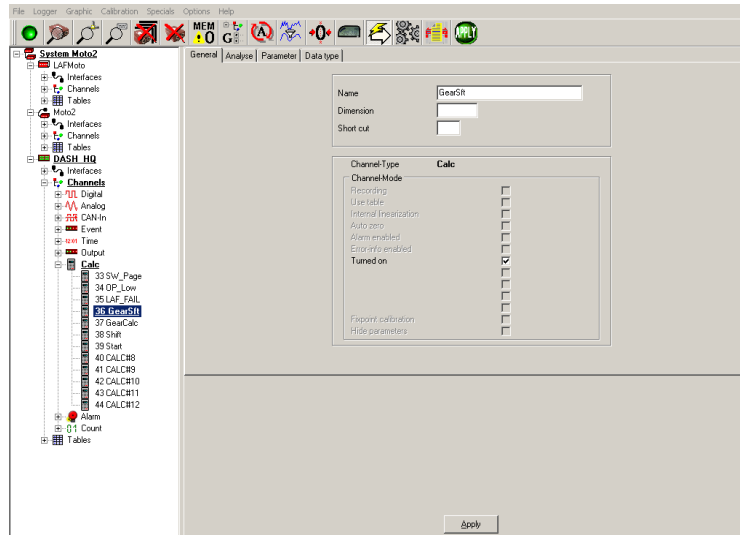 File Logger Graphic Calibration Specials Options Help
MEM 0 G APPLY
System Moto2
LAFMoto
Interfaces
Channels
Tables
Moto2
Interfaces
Channels
Tables
DASH_HQ
Interfaces
Channels
Digital
Analog
CAN-In
Event
12:01 Time
Output
Calc
33 SW_Page
34 OP_Low
35 LAF_FAIL
36 GearSft
37 GearCalc
38 Shift
39 Start
40 CALC#8
41 CALC#9
42 CALC#10
43 CALC#11
44 CALC#12
Alarm
Count
Tables
General Analyse Parameter Data type
Name GearSft
Dimension
Short cut
Channel-Type Calc
Channel-Mode
Recording
Use table
Internal linearization
Auto zero
Alarm enabled
Error-info enabled
Turned on
Fixpoint calibration
Hide parameters
Apply